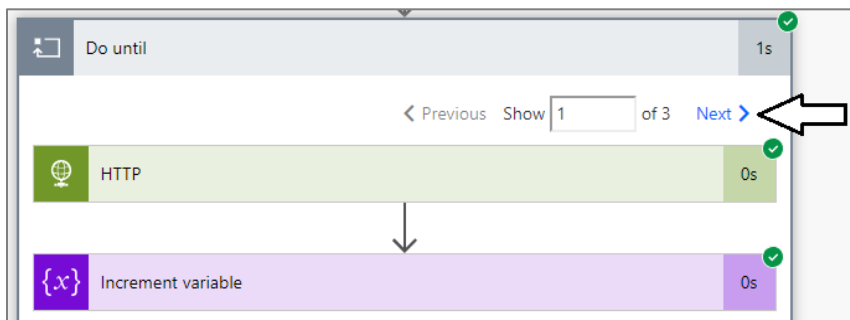 Do until 1s
Previous Show 1 of 3 Next
HTTP 0s
{x} Increment variable 0s